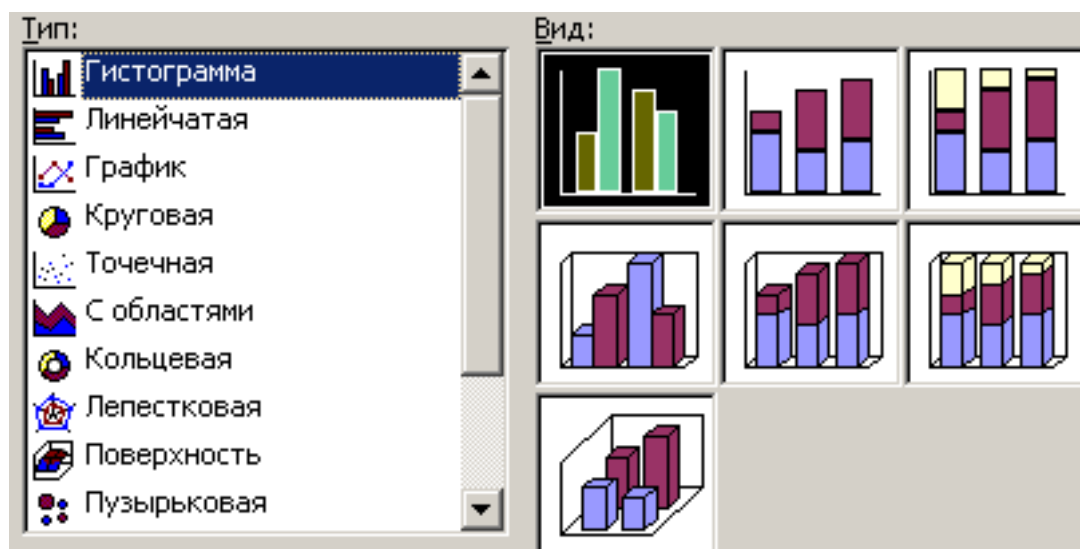 Тип:
Гистограмма
Линейчатая
График
Круговая
Точечная
С областями
Кольцевая
Лепестковая
Поверхность
Пузырьковая
Вид: